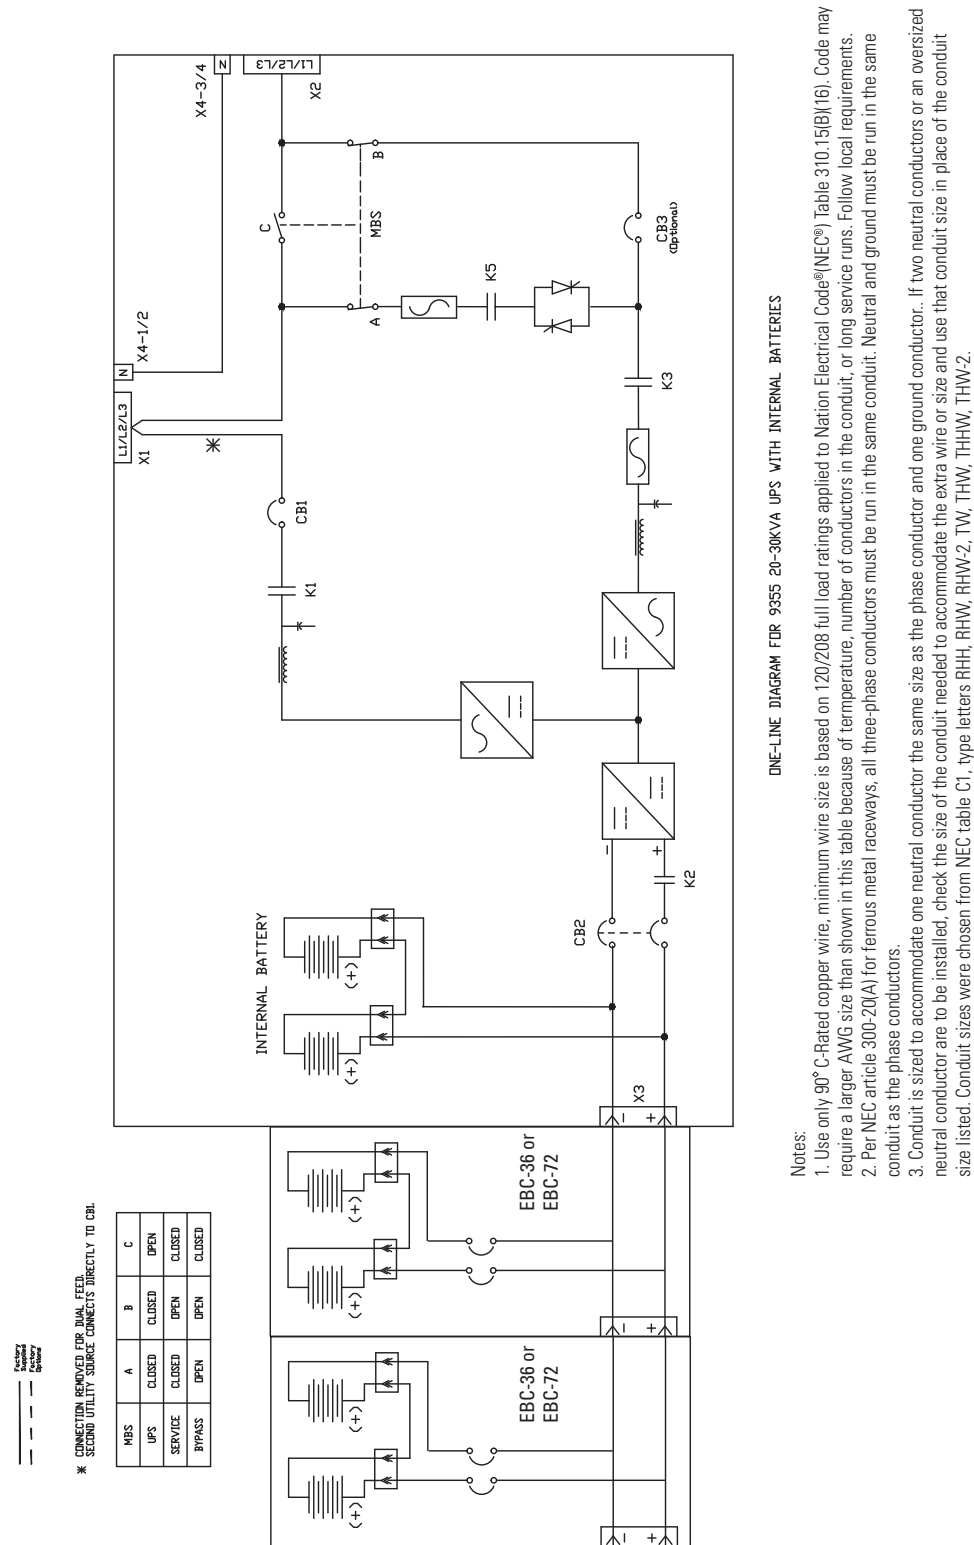 Factory
Supplied
Factory
Options
* CONNECTION REMOVED FOR DUAL FEED.
SECOND UTILITY SOURCE CONNECTS DIRECTLY TO CB1.
MBS A B C
UPS CLOSED CLOSED OPEN
SERVICE CLOSED OPEN CLOSED
BYPASS OPEN OPEN CLOSED
X4-3/4
N
L1/L2/L3
X2
X4-1/2
N
L1/L2/L3
X1
*
C
B
MBS
A
CB3
(Optional)
K5
K3
CB1
K1
INTERNAL BATTERY
(+)
(+)
CB2
-
+
K2
X3
-
+
(+)
(+)
EBC-36 or
EBC-72
-
+
(+)
(+)
EBC-36 or
EBC-72
-
+
ONE-LINE DIAGRAM FOR 9355 20-30KVA UPS WITH INTERNAL BATTERIES
Notes:
1. Use only 90° C-Rated copper wire, minimum wire size is based on 120/208 full load ratings applied to Nation Electrical Code®(NEC®) Table 310.15(B)(16). Code may
require a larger AWG size than shown in this table because of termperature, number of conductors in the conduit, or long service runs. Follow local requirements.
2. Per NEC article 300-20(A) for ferrous metal raceways, all three-phase conductors must be run in the same conduit. Neutral and ground must be run in the same
conduit as the phase conductors.
3. Conduit is sized to accommodate one neutral conductor the same size as the phase conductor and one ground conductor. If two neutral conductors or an oversized
neutral conductor are to be installed, check the size of the conduit needed to accommodate the extra wire or size and use that conduit size in place of the conduit
size listed. Conduit sizes were chosen from NEC table C1, type letters RHH, RHW, RHW-2, TW, THW, THHW, THW-2.